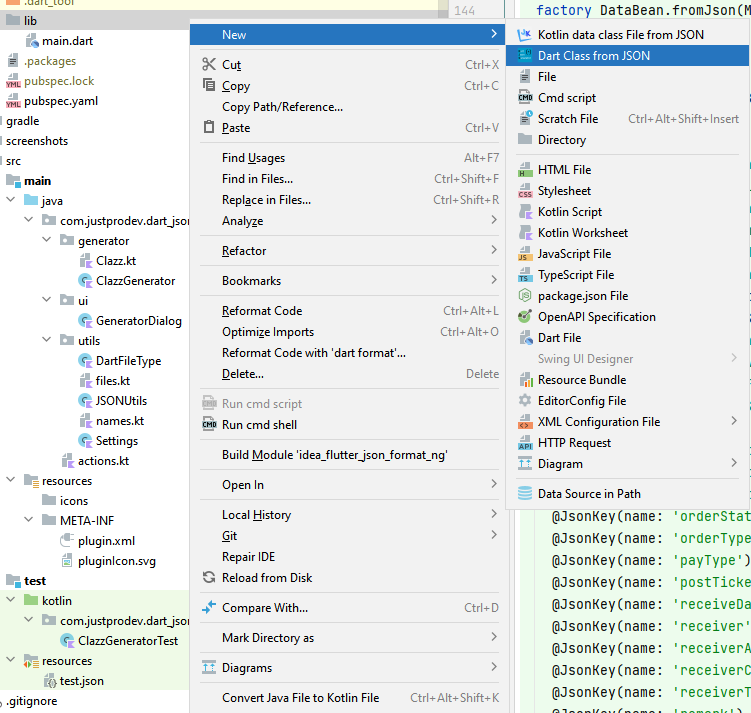 .dart_tool
lib
main.dart
.packages
pubspec.lock
pubspec.yaml
gradle
screenshots
src
main
java
com.justprodev.dart_jso
generator
Clazz.kt
ClazzGenerator
ui
GeneratorDialog
utils
DartFileType
files.kt
JSONUtils
names.kt
Settings
actions.kt
resources
icons
META-INF
plugin.xml
pluginIcon.svg
test
kotlin
com.justprodev.dart_jso
ClazzGeneratorTest
resources
test.json
.gitignore
New
Cut Ctrl+X
Copy Ctrl+C
Copy Path/Reference...
Paste Ctrl+V
Find Usages Alt+F7
Find in Files... Ctrl+Shift+F
Replace in Files... Ctrl+Shift+R
Analyze
Refactor
Bookmarks
Reformat Code Ctrl+Alt+L
Optimize Imports Ctrl+Alt+O
Reformat Code with 'dart format'...
Delete... Delete
Run cmd script
CMD Run cmd shell
Build Module 'idea_flutter_json_format_ng'
Open In
Local History
Git
Repair IDE
Reload from Disk
Compare With... Ctrl+D
Mark Directory as
Diagrams
Convert Java File to Kotlin File Ctrl+Alt+Shift+K
144
factory DataBean.fromJson(M
Kotlin data class File from JSON
Dart Class from JSON
File
CMD Cmd script
Scratch File Ctrl+Alt+Shift+Insert
Directory
HTML File
Stylesheet
Kotlin Script
Kotlin Worksheet
JavaScript File
TypeScript File
package.json File
OpenAPI Specification
Dart File
Swing UI Designer
Resource Bundle
EditorConfig File
XML Configuration File
HTTP Request
Diagram
Data Source in Path
@JsonKey(name: 'orderStat
@JsonKey(name: 'orderType
@JsonKey(name: 'payType')
@JsonKey(name: 'postTicke
@JsonKey(name: 'receiveDa
@JsonKey(name: 'receiver'
@JsonKey(name: 'receiverA
@JsonKey(name: 'receiverC
@JsonKey(name: 'receiverT
@JsonKey(name: 'remark')